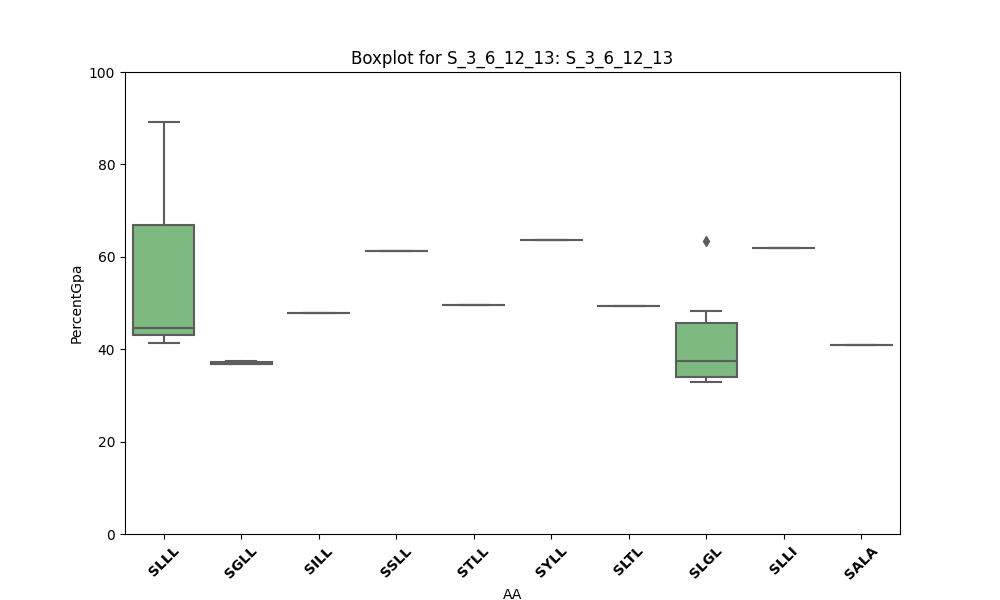 Boxplot for S_3_6_12_13: S_3_6_12_13
100
80
60
40
20
0
PercentGpa
SLLL
SGLL
SILL
SSLL
STLL
SYLL
SLTL
SLGL
SLLI
SALA
AA